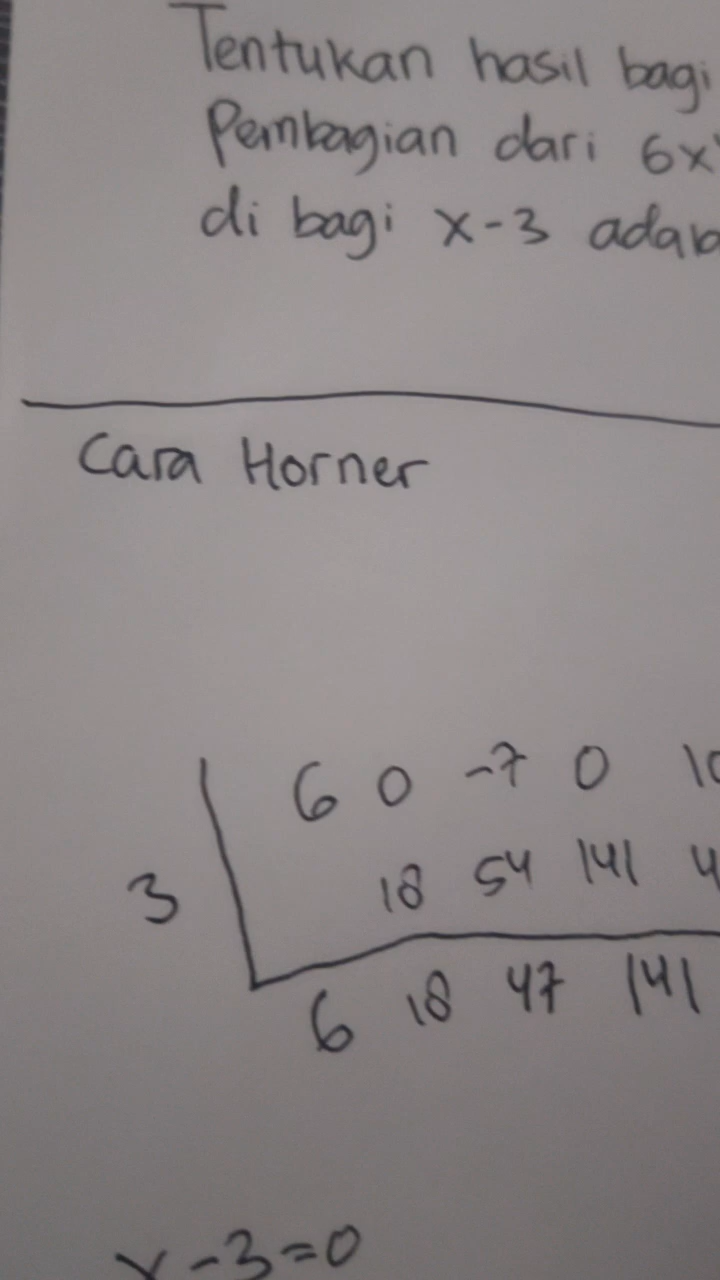 Tentukan hasil bagi
Pembagian dari 6x
di bagi x-3
Cara Horner
6 0 -7 0
3 18 54 141
6 18 47 141
x-3=0